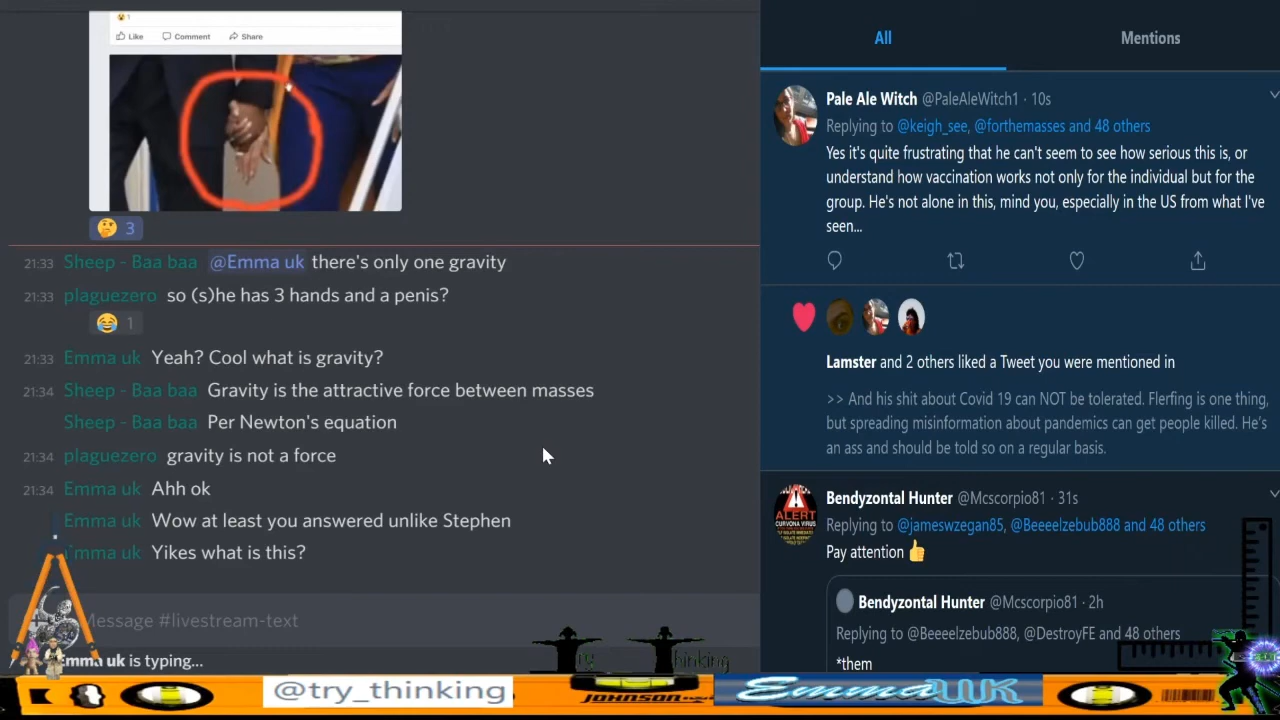 1
Like Comment Share
🤔 3
21:33 Sheep - Baa baa @Emma uk there's only one gravity
21:33 plaguezero so (s)he has 3 hands and a penis?
😂 1
21:33 Emma uk Yeah? Cool what is gravity?
21:34 Sheep - Baa baa Gravity is the attractive force between masses
Sheep - Baa baa Per Newton's equation
21:34 plaguezero gravity is not a force
21:34 Emma uk Ahh ok
Emma uk Wow at least you answered unlike Stephen
Emma uk Yikes what is this?
Message #livestream-text
Emma uk is typing...
All Mentions
Pale Ale Witch @PaleAleWitch1 · 10s
Replying to @keigh_see, @forthemasses and 48 others
Yes it's quite frustrating that he can't seem to see how serious this is, or
understand how vaccination works not only for the individual but for the
group. He's not alone in this, mind you, especially in the US from what I've
seen...
Lamster and 2 others liked a Tweet you were mentioned in
>> And his shit about Covid 19 can NOT be tolerated. Flerfing is one thing,
but spreading misinformation about pandemics can get people killed. He's
an ass and should be told so on a regular basis.
Bendyzontal Hunter @Mcscorpio81 · 31s
ALERT
CURVONA VIRUS
Replying to @jameswzegan85, @Beeeelzebub888 and 48 others
Pay attention 👍
Bendyzontal Hunter @Mcscorpio81 · 2h
Replying to @Beeeelzebub888, @DestroyFE and 48 others
*them
Try Thinking
@try_thinking
JOHNSON
EmmaUK